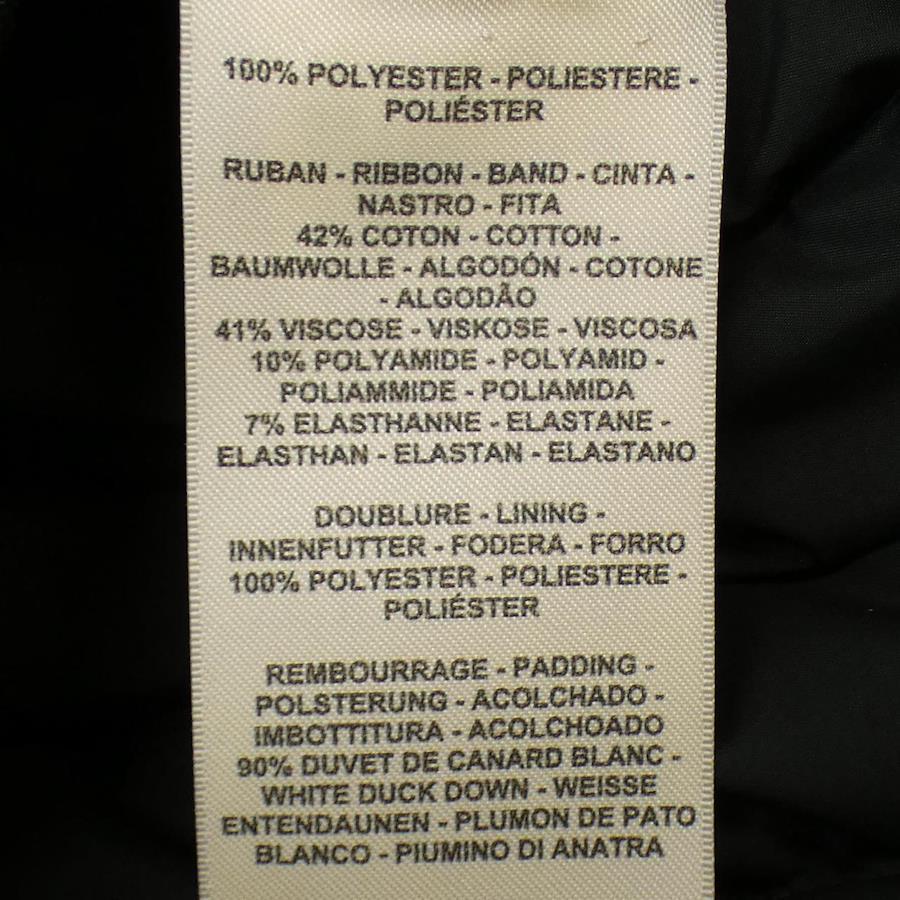 100% POLYESTER - POLIESTERE -
POLIÉSTER
RUBAN - RIBBON - BAND - CINTA -
NASTRO - FITA
42% COTON - COTTON -
BAUMWOLLE - ALGODÓN - COTONE
- ALGODÃO
41% VISCOSE - VISKOSE - VISCOSA
10% POLYAMIDE - POLYAMID -
POLIAMMIDE - POLIAMIDA
7% ELASTHANNE - ELASTANE -
ELASTHAN - ELASTAN - ELASTANO
DOUBLURE - LINING -
INNENFUTTER - FODERA - FORRO
100% POLYESTER - POLIESTERE -
POLIÉSTER
REMBOURRAGE - PADDING -
POLSTERUNG - ACOLCHADO -
IMBOTTITURA - ACOLCHOADO
90% DUVET DE CANARD BLANC -
WHITE DUCK DOWN - WEISSE
ENTENDAUNEN - PLUMON DE PATO
BLANCO - PIUMINO DI ANATRA